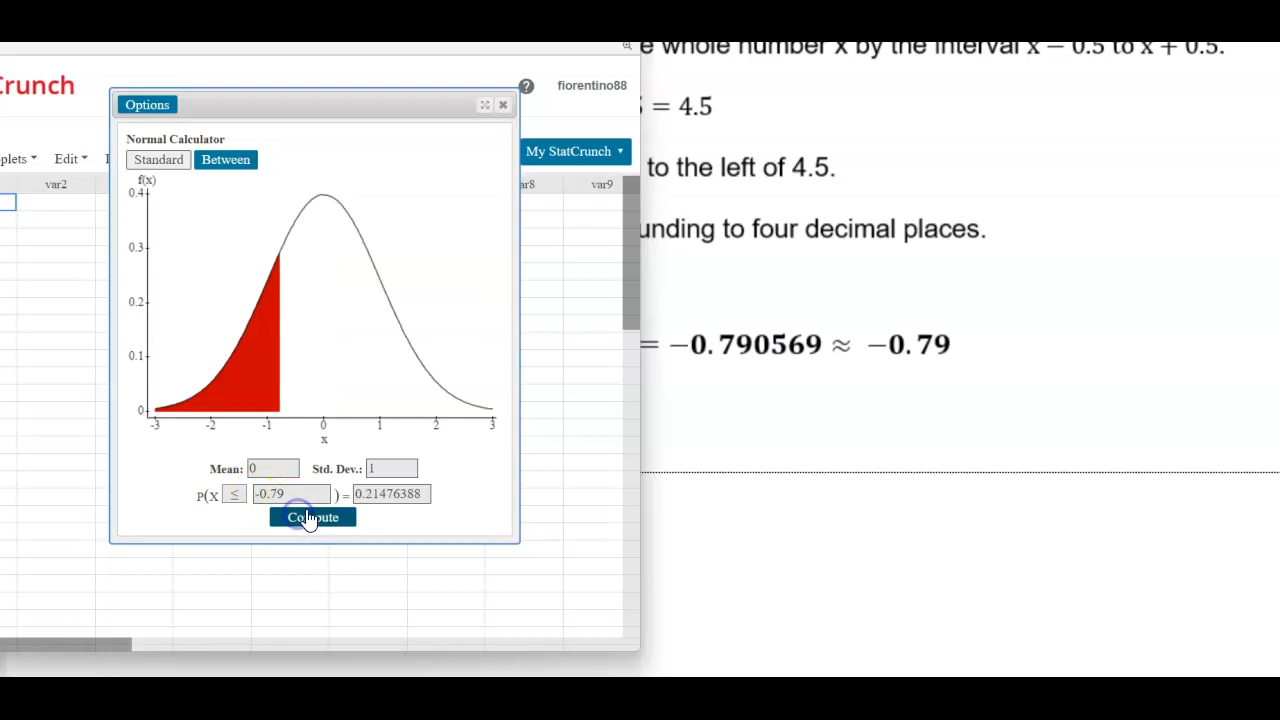 e whole number x by the interval x − 0.5 to x + 0.5.
Crunch
? fiorentino88
Options
= 4.5
Normal Calculator
Standard Between
plets Edit
My StatCrunch
to the left of 4.5.
var2
f(x)
ar8 var9
0.4
unding to four decimal places.
0.3
0.2
= −0.790569 ≈ −0.79
0.1
0
-3 -2 -1 0 1 2 3
x
Mean: 0 Std. Dev.: 1
P(X ≤ -0.79 ) = 0.21476388
Compute